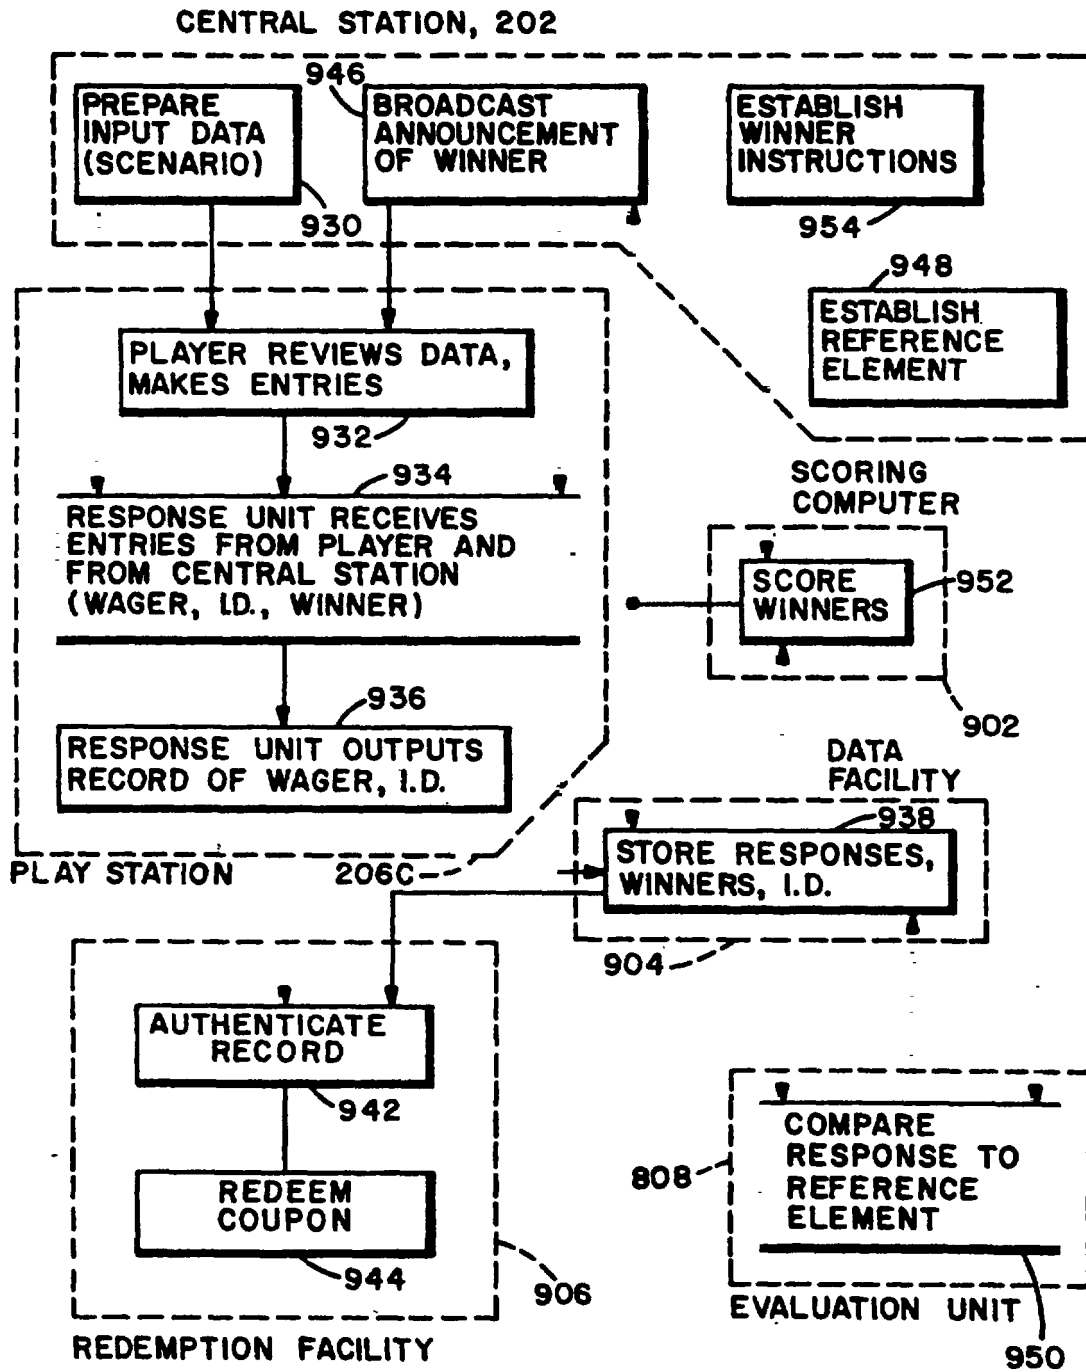 CENTRAL STATION, 202
PREPARE
INPUT DATA
(SCENARIO)
930
946
BROADCAST
ANNOUNCEMENT
OF WINNER
ESTABLISH
WINNER
INSTRUCTIONS
954
948
ESTABLISH
REFERENCE
ELEMENT
PLAYER REVIEWS DATA,
MAKES ENTRIES
932
934
RESPONSE UNIT RECEIVES
ENTRIES FROM PLAYER AND
FROM CENTRAL STATION
(WAGER, I.D., WINNER)
936
RESPONSE UNIT OUTPUTS
RECORD OF WAGER, I.D.
PLAY STATION 206C
SCORING
COMPUTER
SCORE
WINNERS
952
902
DATA
FACILITY
938
STORE RESPONSES,
WINNERS, I.D.
904
AUTHENTICATE
RECORD
942
REDEEM
COUPON
944
906
REDEMPTION FACILITY
808
COMPARE
RESPONSE TO
REFERENCE
ELEMENT
EVALUATION UNIT
950